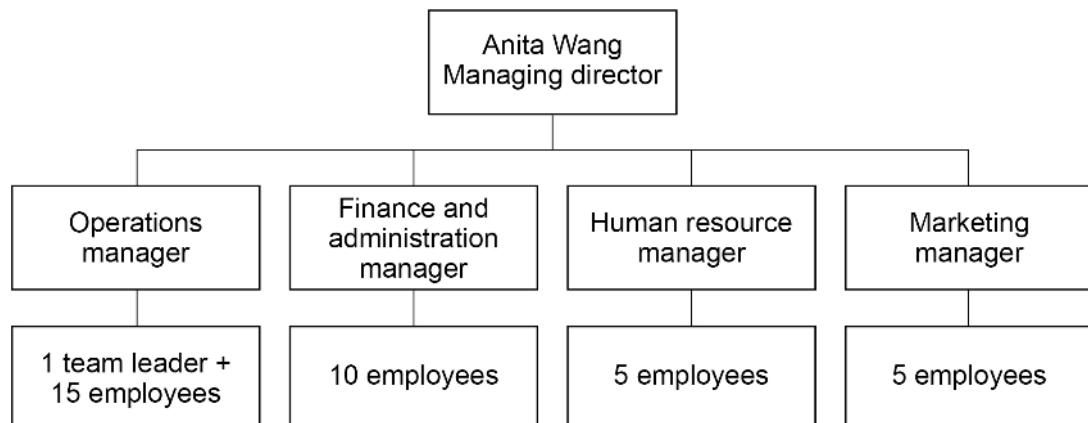 Anita Wang
Managing director
Operations
manager
Finance and
administration
manager
Human resource
manager
Marketing
manager
1 team leader +
15 employees
10 employees
5 employees
5 employees